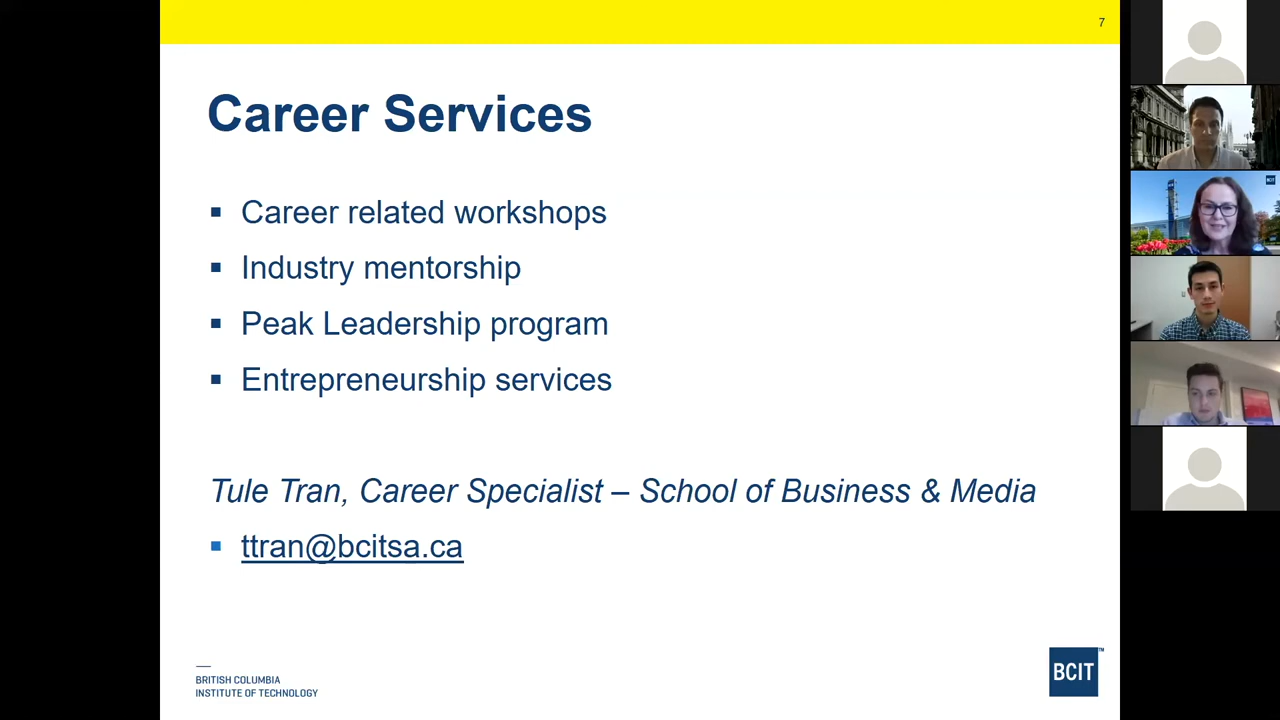 7
Career Services
▪ Career related workshops
▪ Industry mentorship
▪ Peak Leadership program
▪ Entrepreneurship services
Tule Tran, Career Specialist – School of Business & Media
▪ ttran@bcitsa.ca
BRITISH COLUMBIA
INSTITUTE OF TECHNOLOGY
BCIT™
BCIT